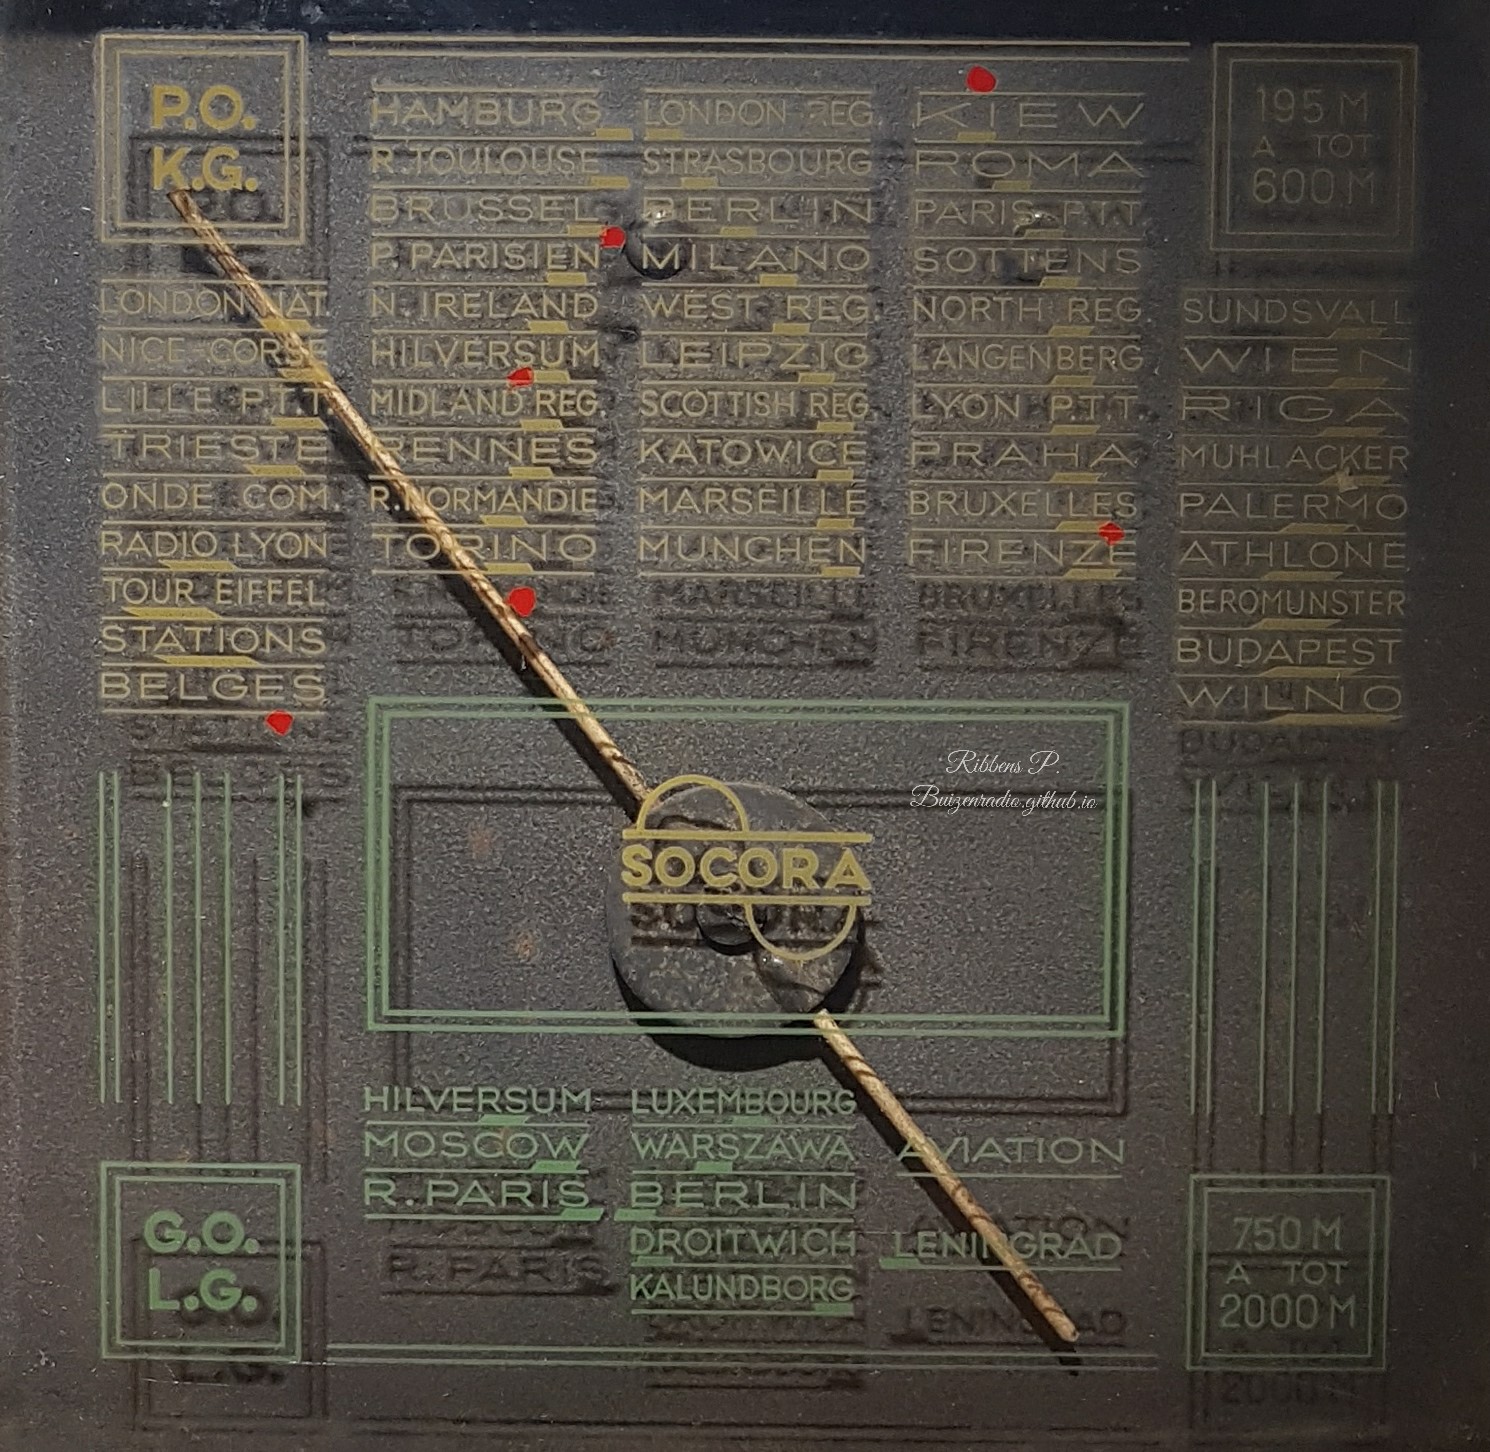 P.O.
K.G.
LONDON NAT.
NICE-CORSE
LILLE P.T.T.
TRIESTE
ONDE COM
RADIO LYON
TOUR EIFFEL
STATIONS
BELGES
HAMBURG
R.TOULOUSE
BRUSSEL
P. PARISIEN
N. IRELAND
HILVERSUM
MIDLAND REG.
RENNES
R.NORMANDIE
TORINO
LONDON REG
STRASBOURG
BERLIN
MILANO
WEST REG.
LEIPZIG
SCOTTISH REG.
KATOWICE
MARSEILLE
MUNCHEN
KIEW
ROMA
PARIS PTT
SOTTENS
NORTH REG.
LANGENBERG
LYON P.T.T.
PRAHA
BRUXELLES
FIRENZE
195 M
A TOT
600 M
SUNDSVALL
WIEN
RIGA
MUHLACKER
PALERMO
ATHLONE
BEROMUNSTER
BUDAPEST
WILNO
Ribbens P.
Buizenradio.github.io
SOCORA
HILVERSUM
MOSCOW
R. PARIS
LUXEMBOURG
WARSZAWA
BERLIN
DROITWICH
KALUNDBORG
AVIATION
LENINGRAD
G.O.
L.G.
750 M
A TOT
2000 M